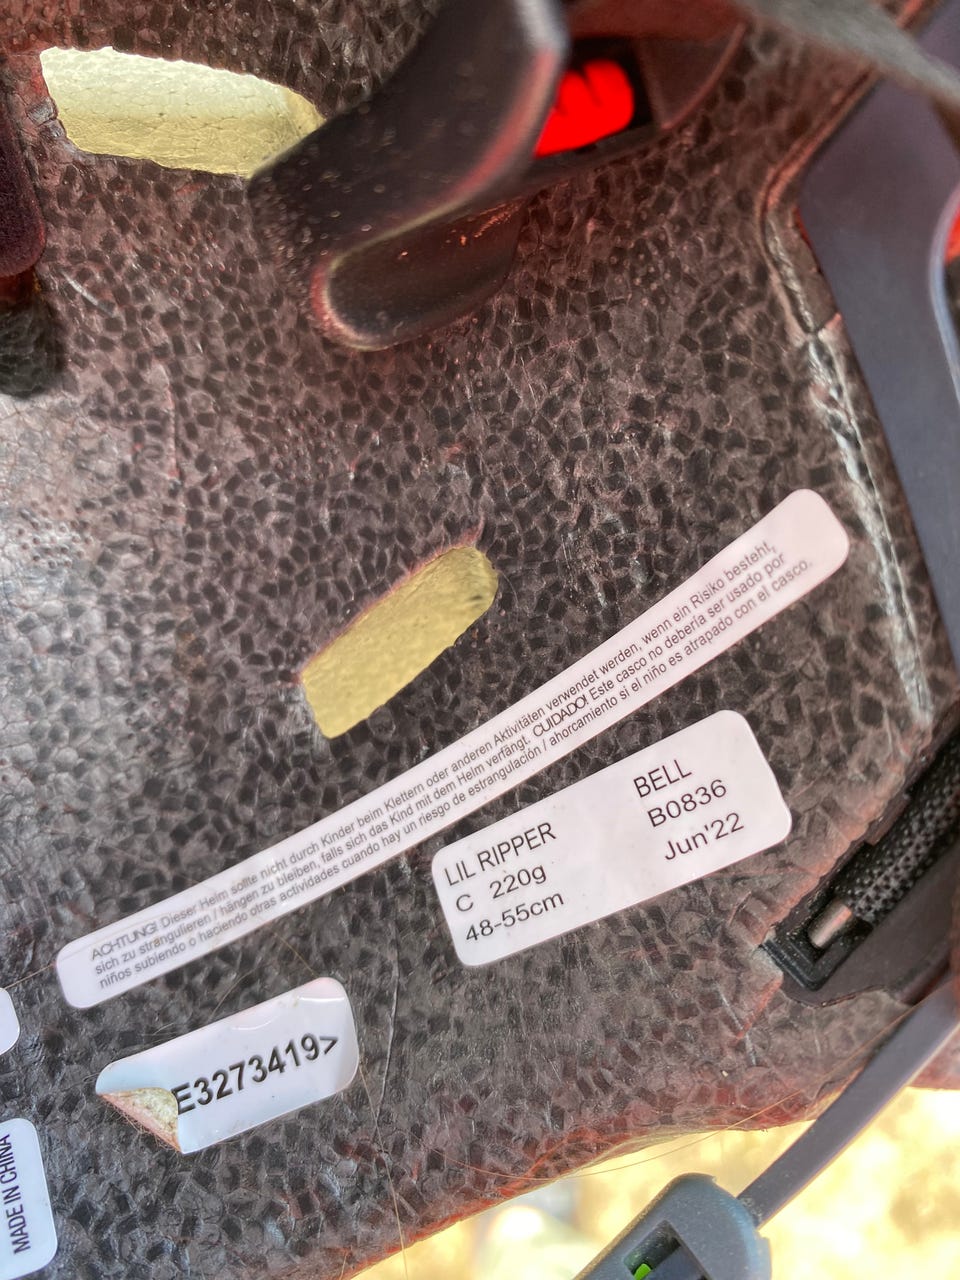 ACHTUNG! Dieser Helm sollte nicht durch Kinder beim Klettern oder anderen Aktivitäten verwendet werden, wenn ein Risiko besteht,
sich zu strangulieren / hängen zu bleiben, falls sich das Kind mit dem Helm verfängt. CUIDADO! Este casco no debería ser usado por
niños subiendo o haciendo otras actividades cuando hay un riesgo de estrangulación / ahorcamiento si el niño es atrapado con el casco.
LIL RIPPER BELL
C 220g B0836
48-55cm Jun'22
E3273419>
MADE IN CHINA